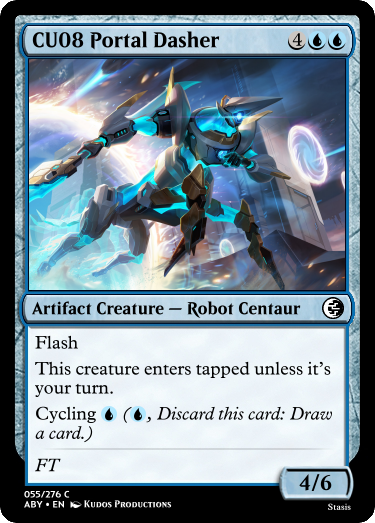 CU08 Portal Dasher 4
Artifact Creature — Robot Centaur
Flash
This creature enters tapped unless it's
your turn.
Cycling (, Discard this card: Draw
a card.)
FT
4/6
055/276 C
ABY • EN Kudos Productions
Stasis